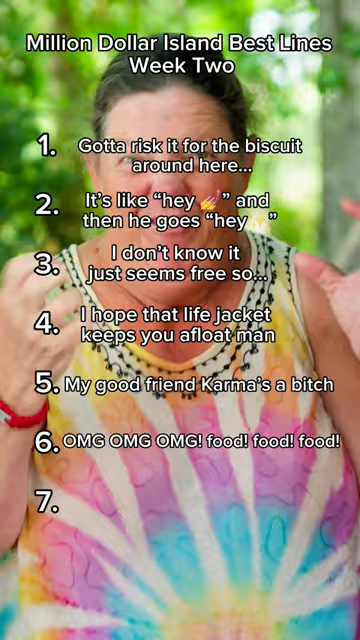 Million Dollar Island Best Lines
Week Two
1. Gotta risk it for the biscuit
around here...
2. It's like “hey 💅” and
then he goes “hey ✨”
3. I don't know it
just seems free so...
4. I hope that life jacket
keeps you afloat man
5. My good friend Karma's a bitch
6. OMG OMG OMG! food! food! food!
7.